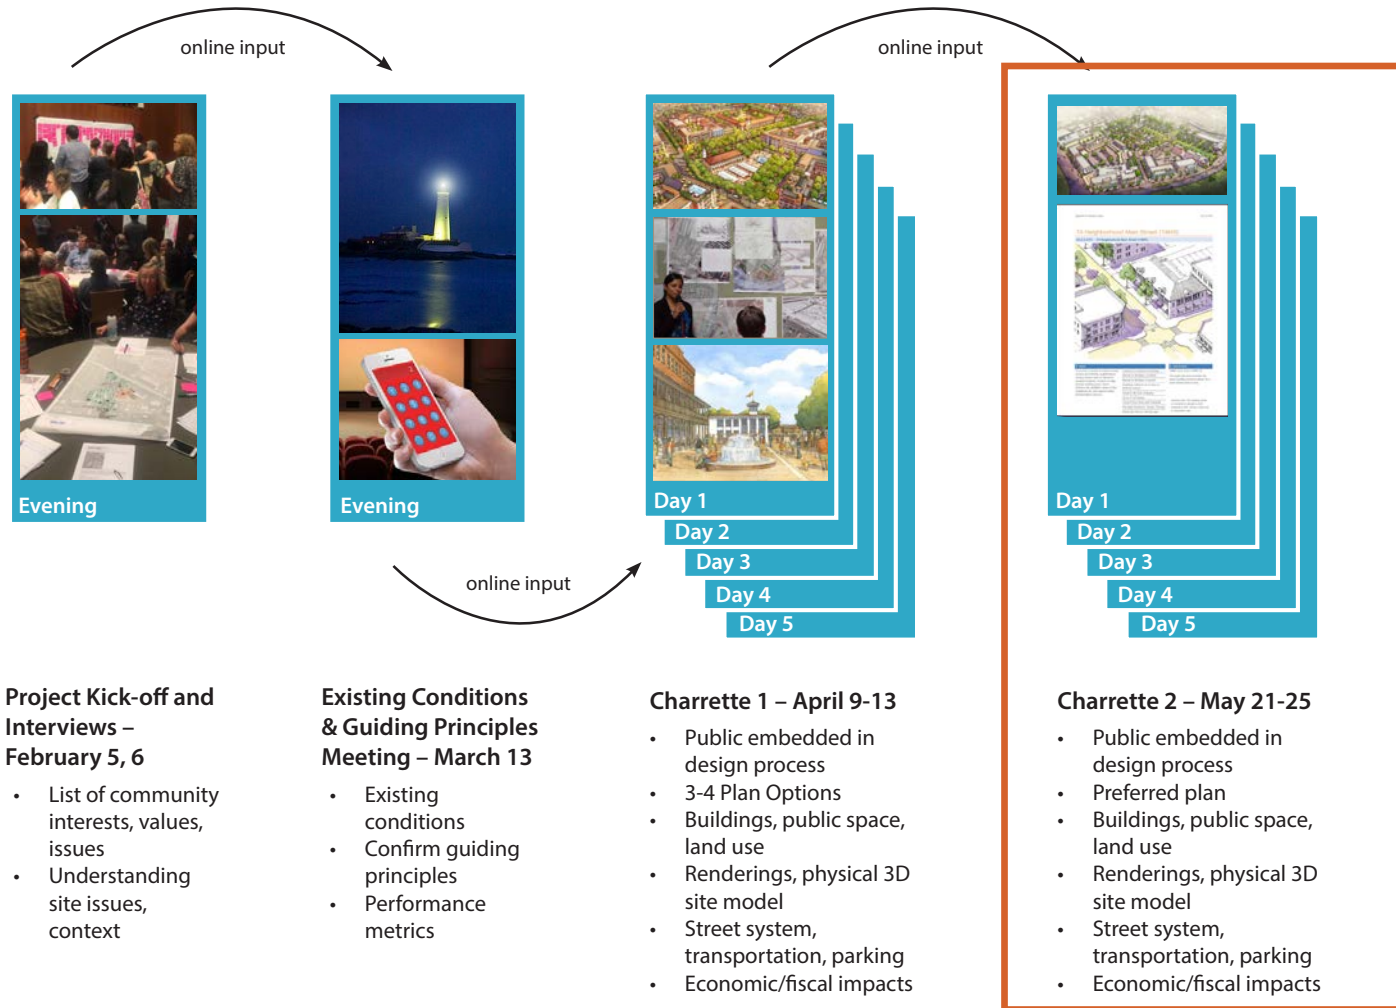 online input
online input
Evening
Evening
Day 1
Day 2
Day 3
Day 4
Day 5
Day 1
Day 2
Day 3
Day 4
Day 5
online input
Project Kick-off and
Interviews –
February 5, 6
• List of community
interests, values,
issues
• Understanding
site issues,
context
Existing Conditions
& Guiding Principles
Meeting – March 13
• Existing
conditions
• Confirm guiding
principles
• Performance
metrics
Charrette 1 – April 9-13
• Public embedded in
design process
• 3-4 Plan Options
• Buildings, public space,
land use
• Renderings, physical 3D
site model
• Street system,
transportation, parking
• Economic/fiscal impacts
Charrette 2 – May 21-25
• Public embedded in
design process
• Preferred plan
• Buildings, public space,
land use
• Renderings, physical 3D
site model
• Street system,
transportation, parking
• Economic/fiscal impacts